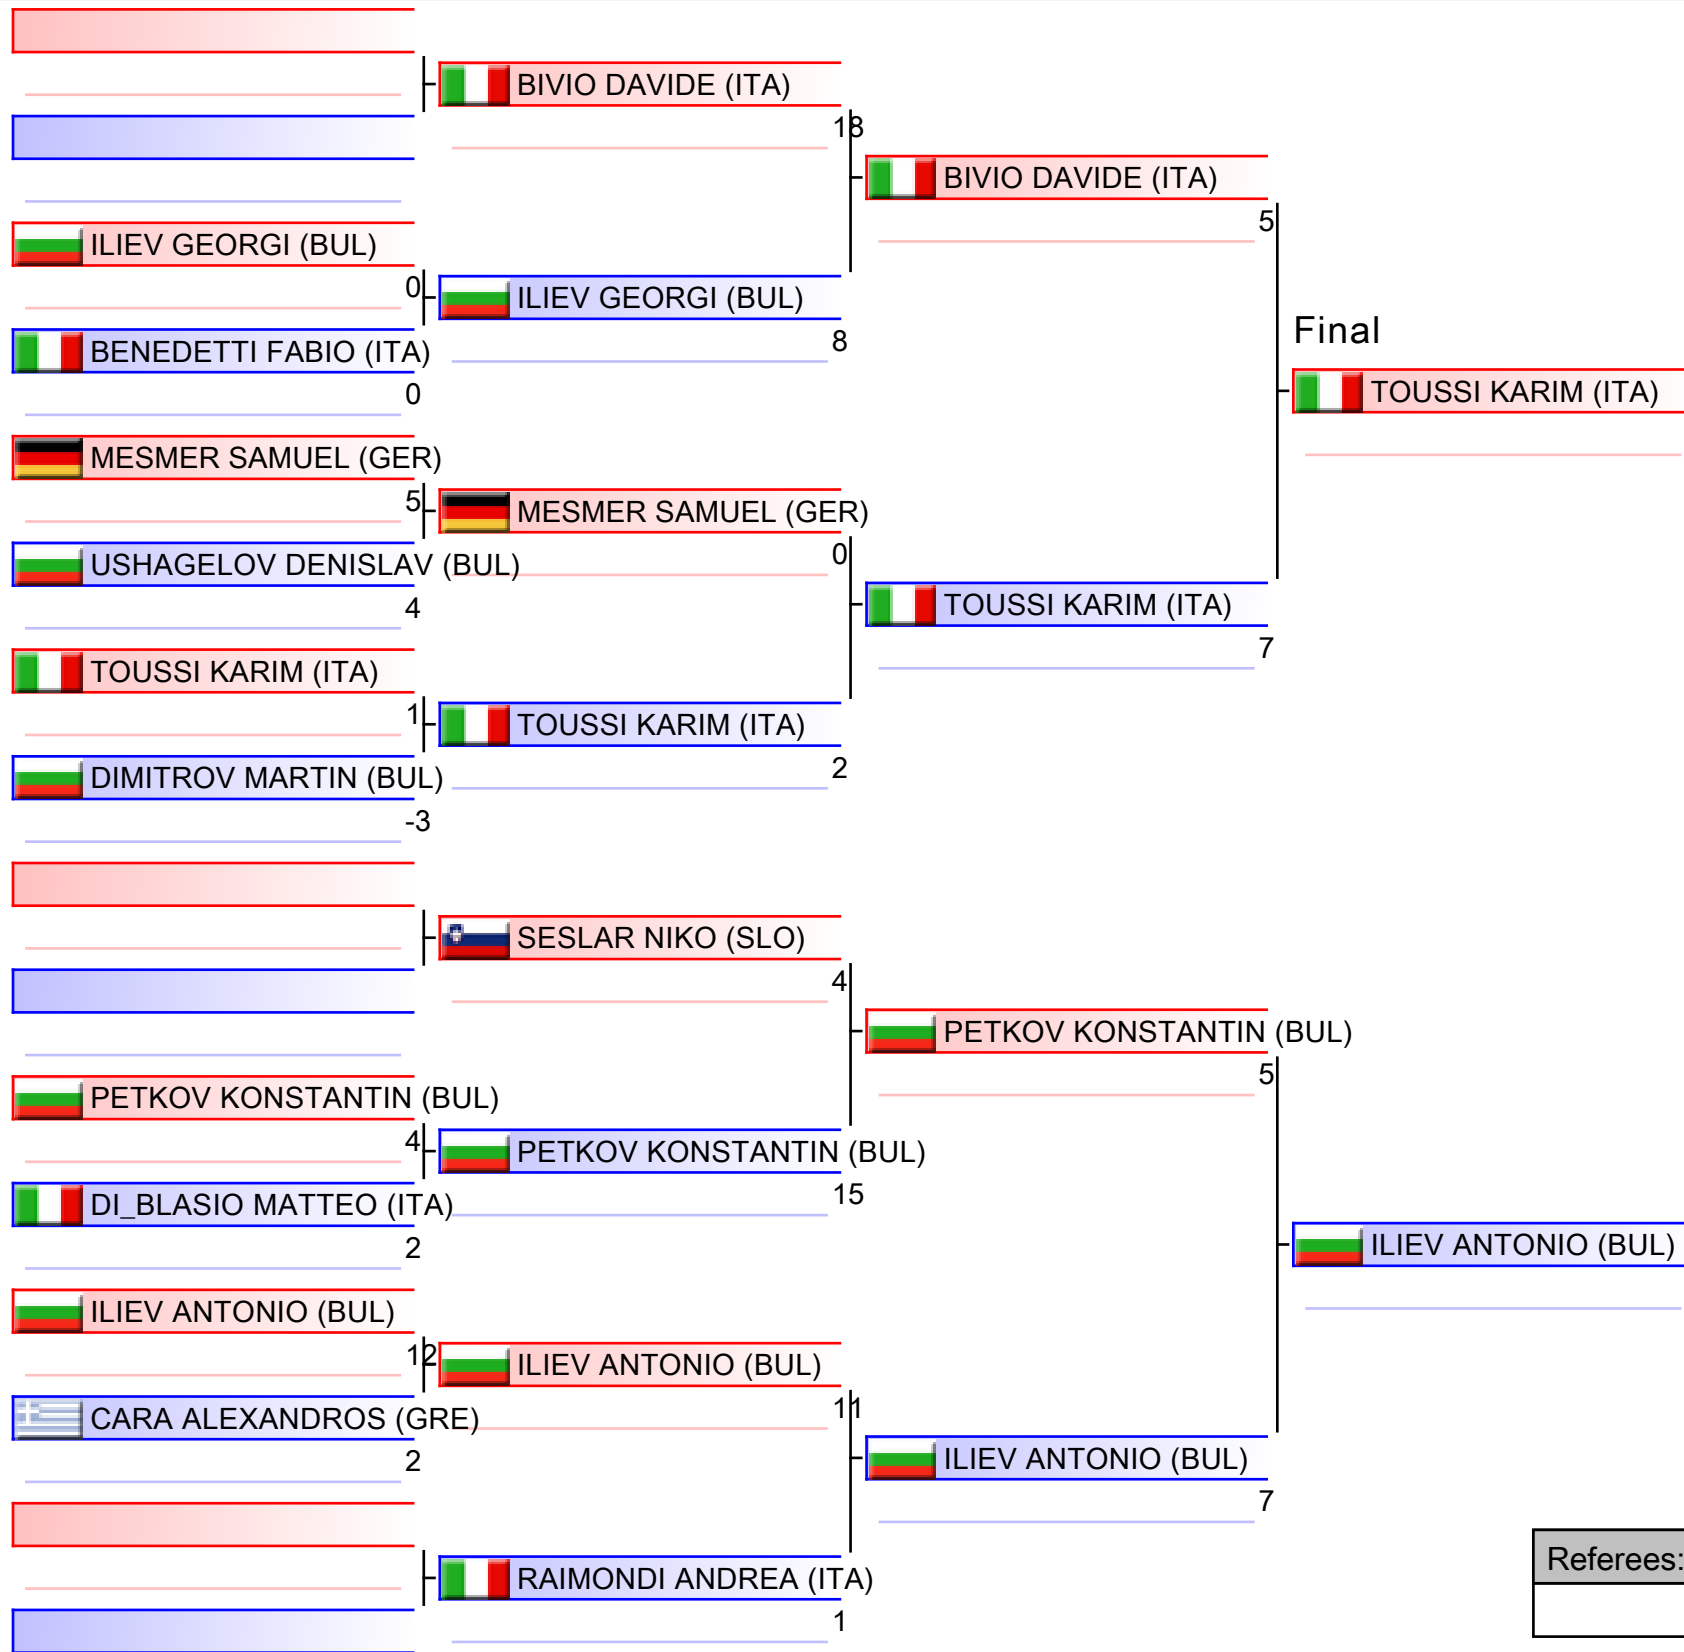 BIVIO DAVIDE (ITA)
18
BIVIO DAVIDE (ITA)
5
ILIEV GEORGI (BUL)
0
ILIEV GEORGI (BUL)
8
BENEDETTI FABIO (ITA)
0
Final
TOUSSI KARIM (ITA)
MESMER SAMUEL (GER)
5
MESMER SAMUEL (GER)
0
USHAGELOV DENISLAV (BUL)
4
TOUSSI KARIM (ITA)
7
TOUSSI KARIM (ITA)
1
TOUSSI KARIM (ITA)
2
DIMITROV MARTIN (BUL)
-3
SESLAR NIKO (SLO)
4
PETKOV KONSTANTIN (BUL)
5
PETKOV KONSTANTIN (BUL)
4
PETKOV KONSTANTIN (BUL)
15
DI_BLASIO MATTEO (ITA)
2
ILIEV ANTONIO (BUL)
ILIEV ANTONIO (BUL)
12
ILIEV ANTONIO (BUL)
11
CARA ALEXANDROS (GRE)
2
ILIEV ANTONIO (BUL)
7
RAIMONDI ANDREA (ITA)
1
Referees: